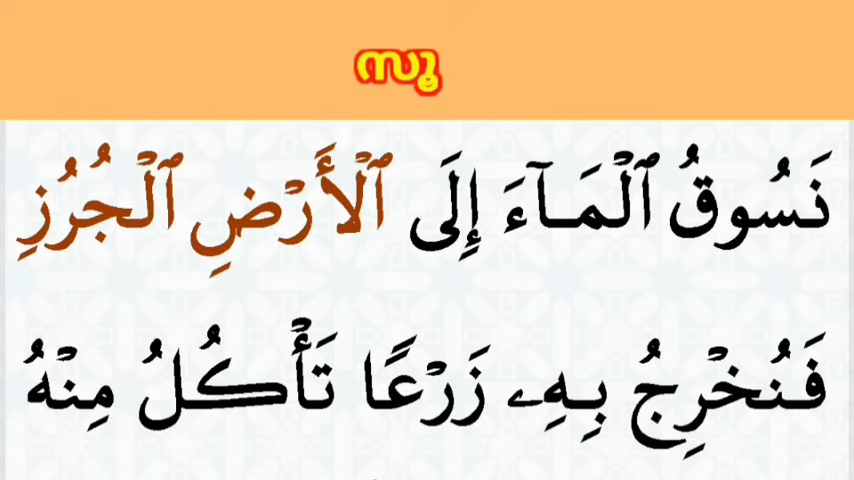 സൂ
نَسُوقُ ٱلْمَآءَ إِلَى ٱلْأَرْضِ ٱلْجُرُزِ
فَنُخْرِجُ بِهِۦ زَرْعًا تَأْكُلُ مِنْهُ